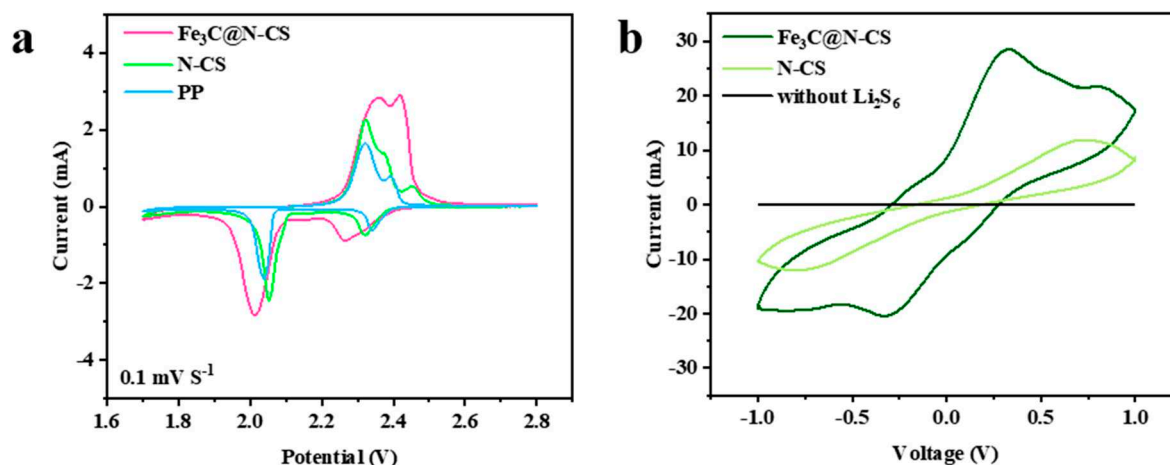 a
Fe₃C@N-CS
N-CS
PP
4
2
0
-2
-4
Current (mA)
0.1 mV S⁻¹
1.6 1.8 2.0 2.2 2.4 2.6 2.8
Potential (V)
b
Fe₃C@N-CS
N-CS
without Li₂S₆
30
20
10
0
-10
-20
-30
Current (mA)
-1.0 -0.5 0.0 0.5 1.0
Voltage (V)